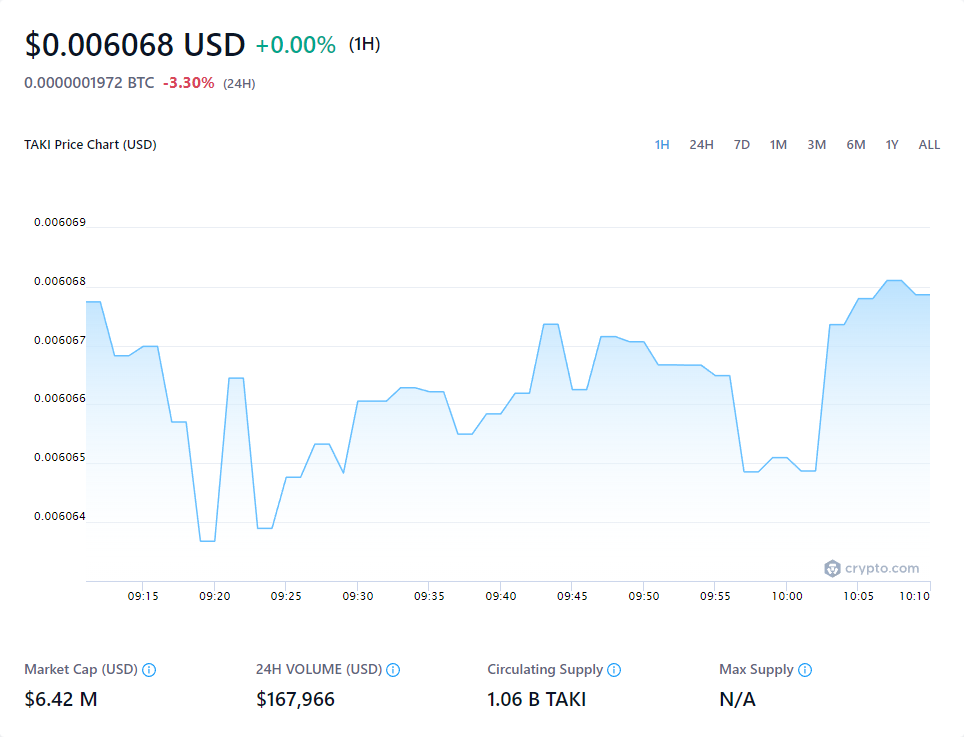 $0.006068 USD +0.00% (1H)
0.0000001972 BTC -3.30% (24H)
TAKI Price Chart (USD) 1H 24H 7D 1M 3M 6M 1Y ALL
0.006069
0.006068
0.006067
0.006066
0.006065
0.006064
crypto.com
09:15 09:20 09:25 09:30 09:35 09:40 09:45 09:50 09:55 10:00 10:05 10:10
Market Cap (USD) 24H VOLUME (USD) Circulating Supply Max Supply
$6.42 M $167,966 1.06 B TAKI N/A